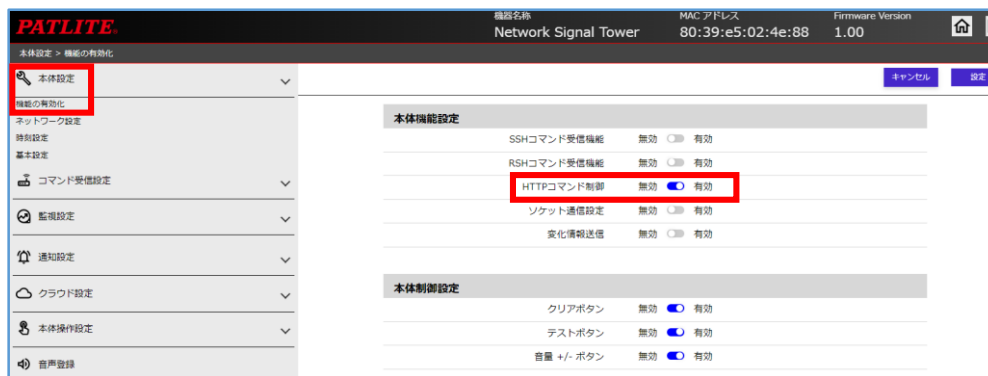 PATLITE®
機器名称 MACアドレス Firmware Version
Network Signal Tower 80:39:e5:02:4e:88 1.00
本体設定 > 機能の有効化
本体設定
キャンセル 設定
機能の有効化
ネットワーク設定
時刻設定
基本設定
コマンド受信設定
監視設定
通知設定
クラウド設定
本体操作設定
音声登録
本体機能設定
SSHコマンド受信機能 無効 有効
RSHコマンド受信機能 無効 有効
HTTPコマンド制御 無効 有効
ソケット通信設定 無効 有効
変化情報送信 無効 有効
本体制御設定
クリアボタン 無効 有効
テストボタン 無効 有効
音量 +/- ボタン 無効 有効